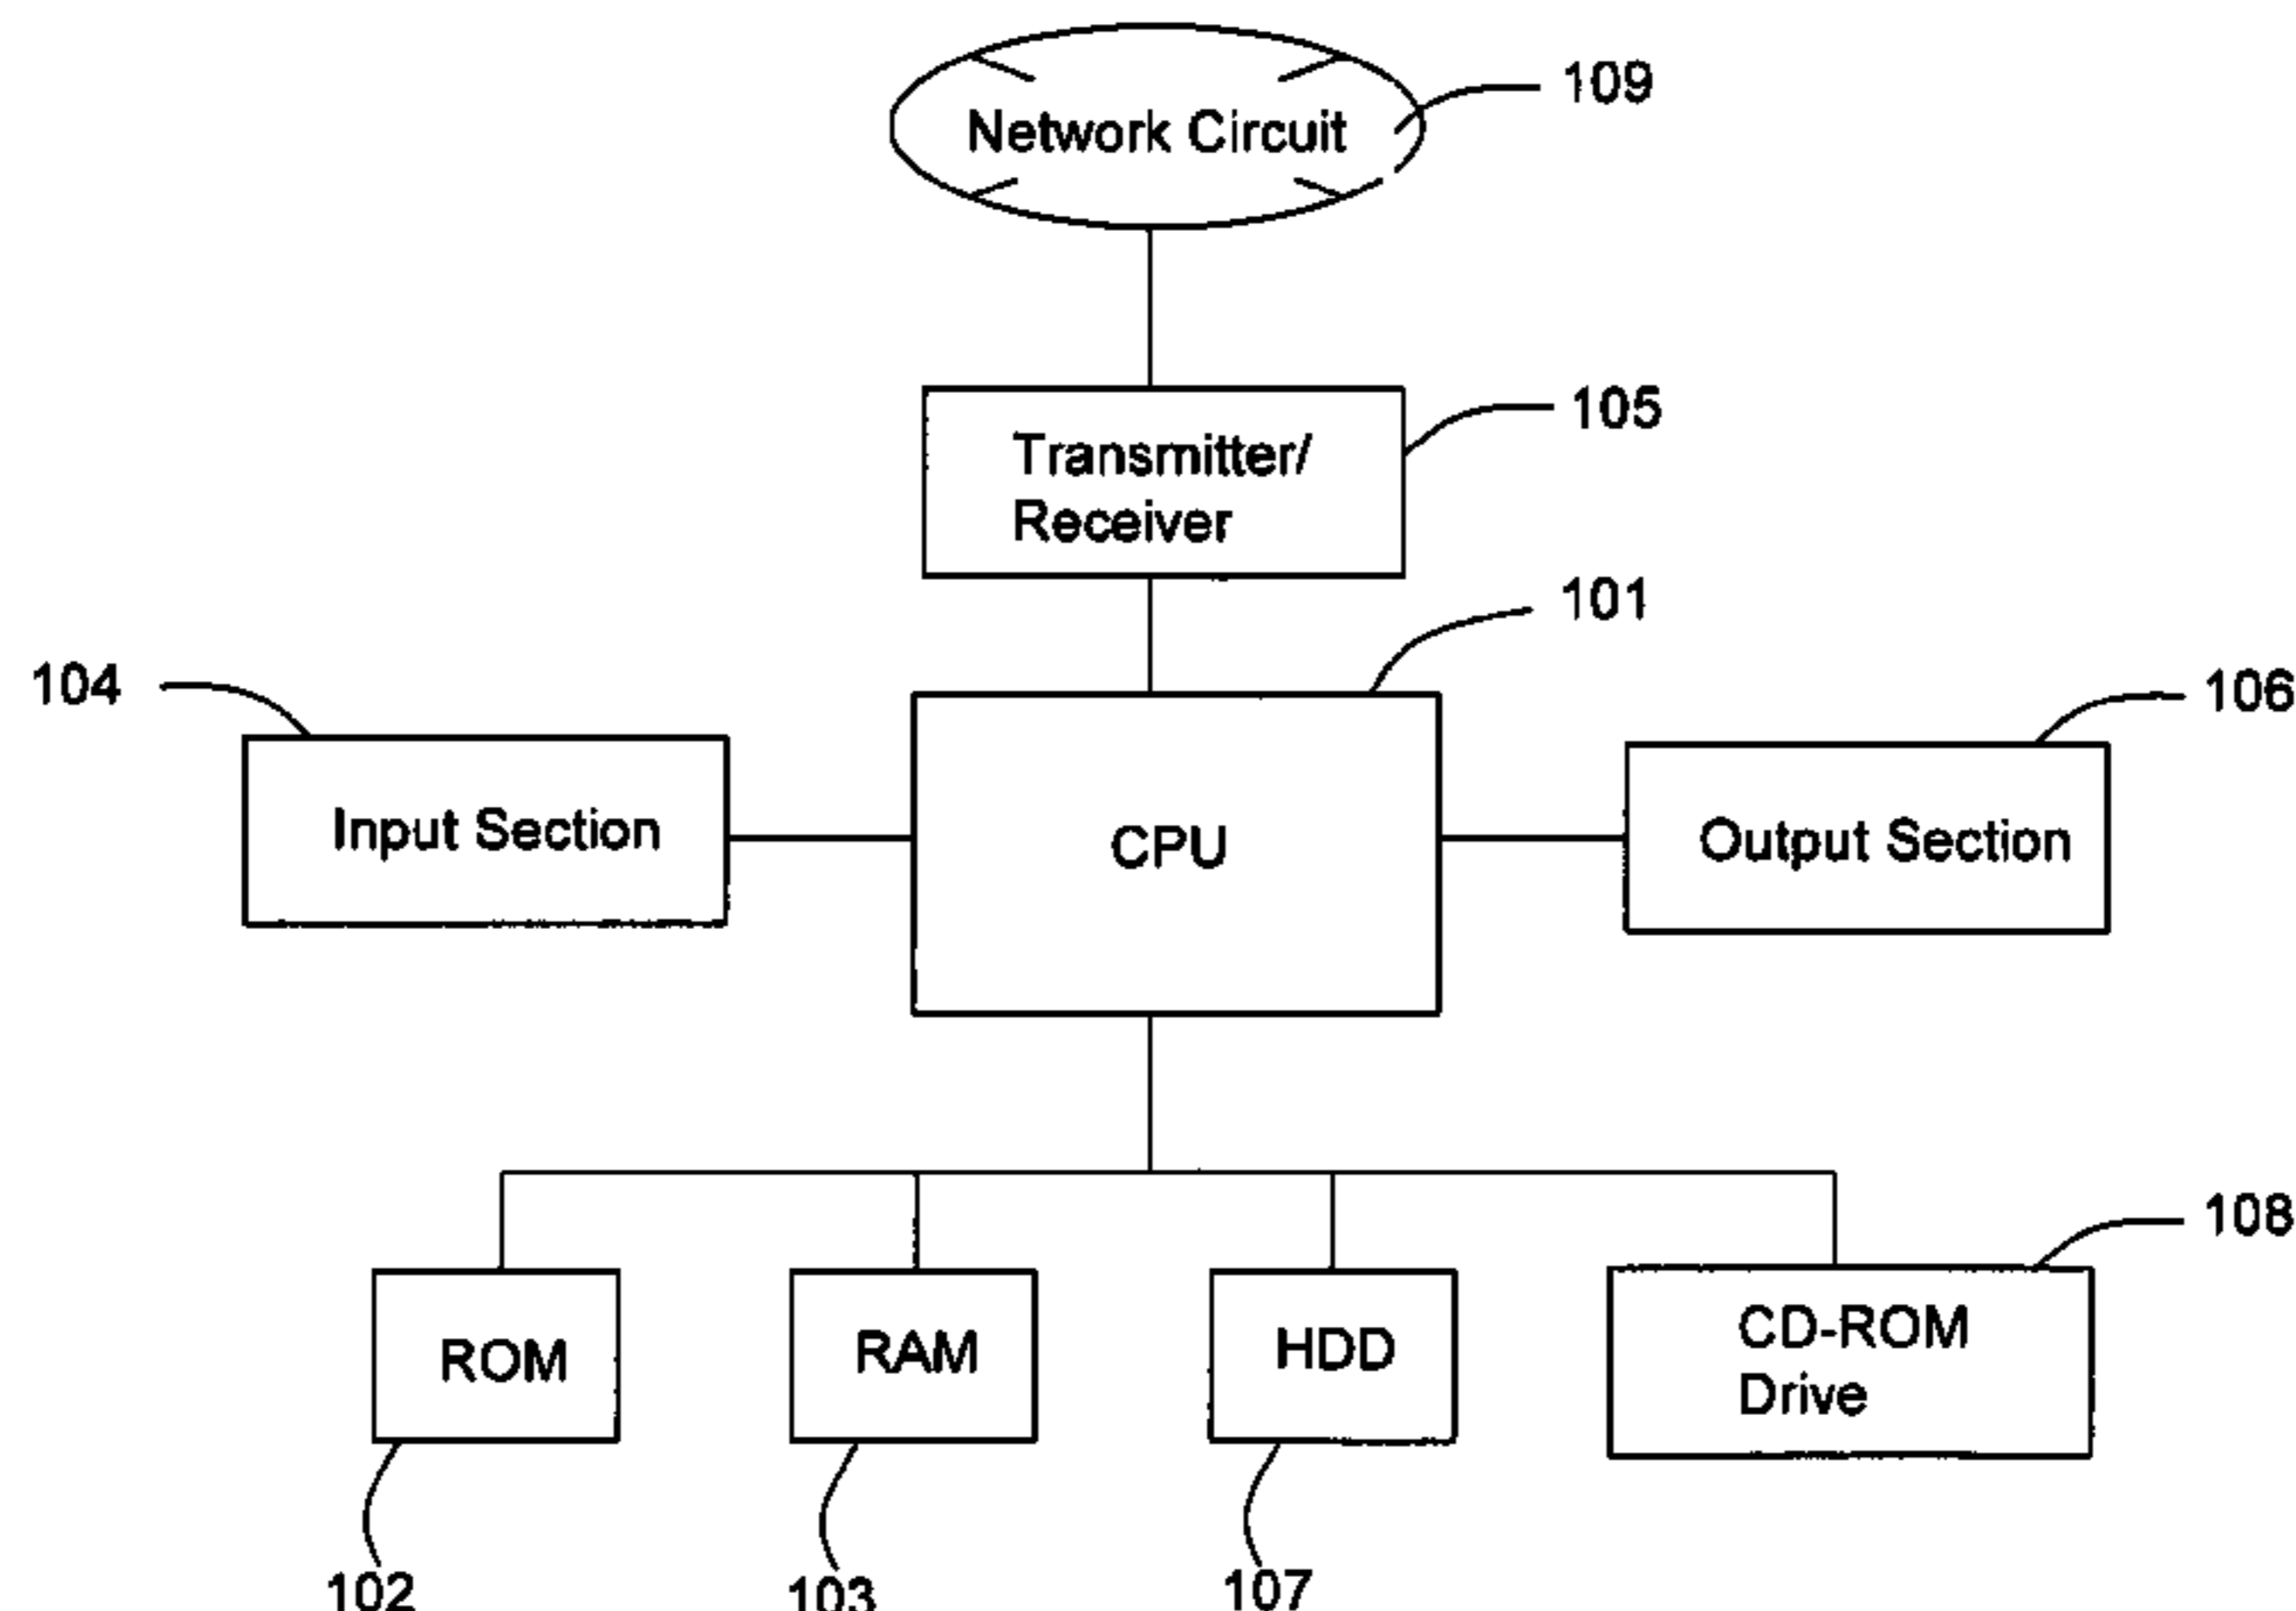 109
Network Circuit
105
Transmitter/
Receiver
101
104
106
Input Section
CPU
Output Section
108
ROM
RAM
HDD
CD-ROM
Drive
102
103
107